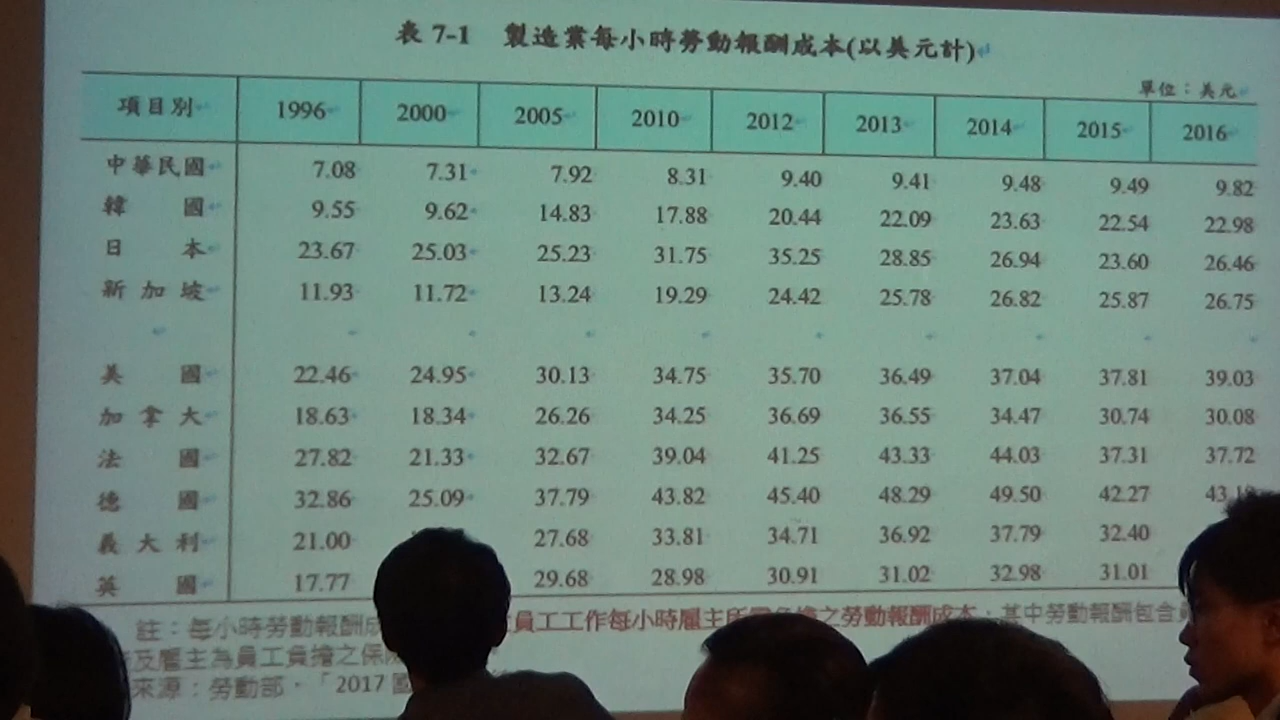 表 7-1 製造業每小時勞動報酬成本(以美元計)
單位：美元
項目別 1996 2000 2005 2010 2012 2013 2014 2015 2016
中華民國 7.08 7.31 7.92 8.31 9.40 9.41 9.48 9.49 9.82
韓國 9.55 9.62 14.83 17.88 20.44 22.09 23.63 22.54 22.98
日本 23.67 25.03 25.23 31.75 35.25 28.85 26.94 23.60 26.46
新加坡 11.93 11.72 13.24 19.29 24.42 25.78 26.82 25.87 26.75
美國 22.46 24.95 30.13 34.75 35.70 36.49 37.04 37.81 39.03
加拿大 18.63 18.34 26.26 34.25 36.69 36.55 34.47 30.74 30.08
法國 27.82 21.33 32.67 39.04 41.25 43.33 44.03 37.31 37.72
德國 32.86 25.09 37.79 43.82 45.40 48.29 49.50 42.27
義大利 21.00 27.68 33.81 34.71 36.92 37.79 32.40
英國 17.77 29.68 28.98 30.91 31.02 32.98 31.01
註：每小時勞動報酬 員工工作每小時雇主所 之勞動報酬成本，其中勞動報酬包含
及雇主為員工負擔之保
來源：勞動部，「2017